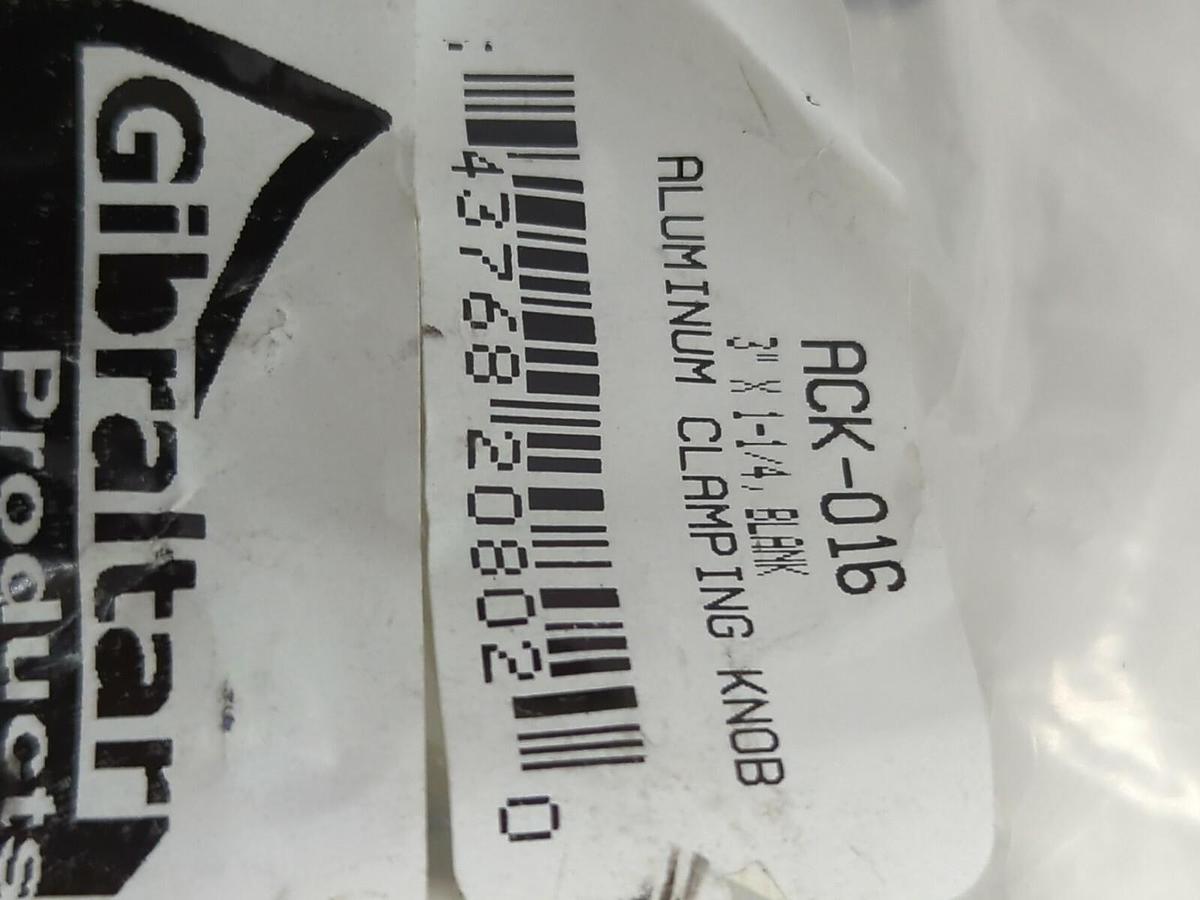 ACK-016
3" X 1-1/4, BLANK
ALUMINUM CLAMPING KNOB
43768 20802 0
Gibraltar
Products